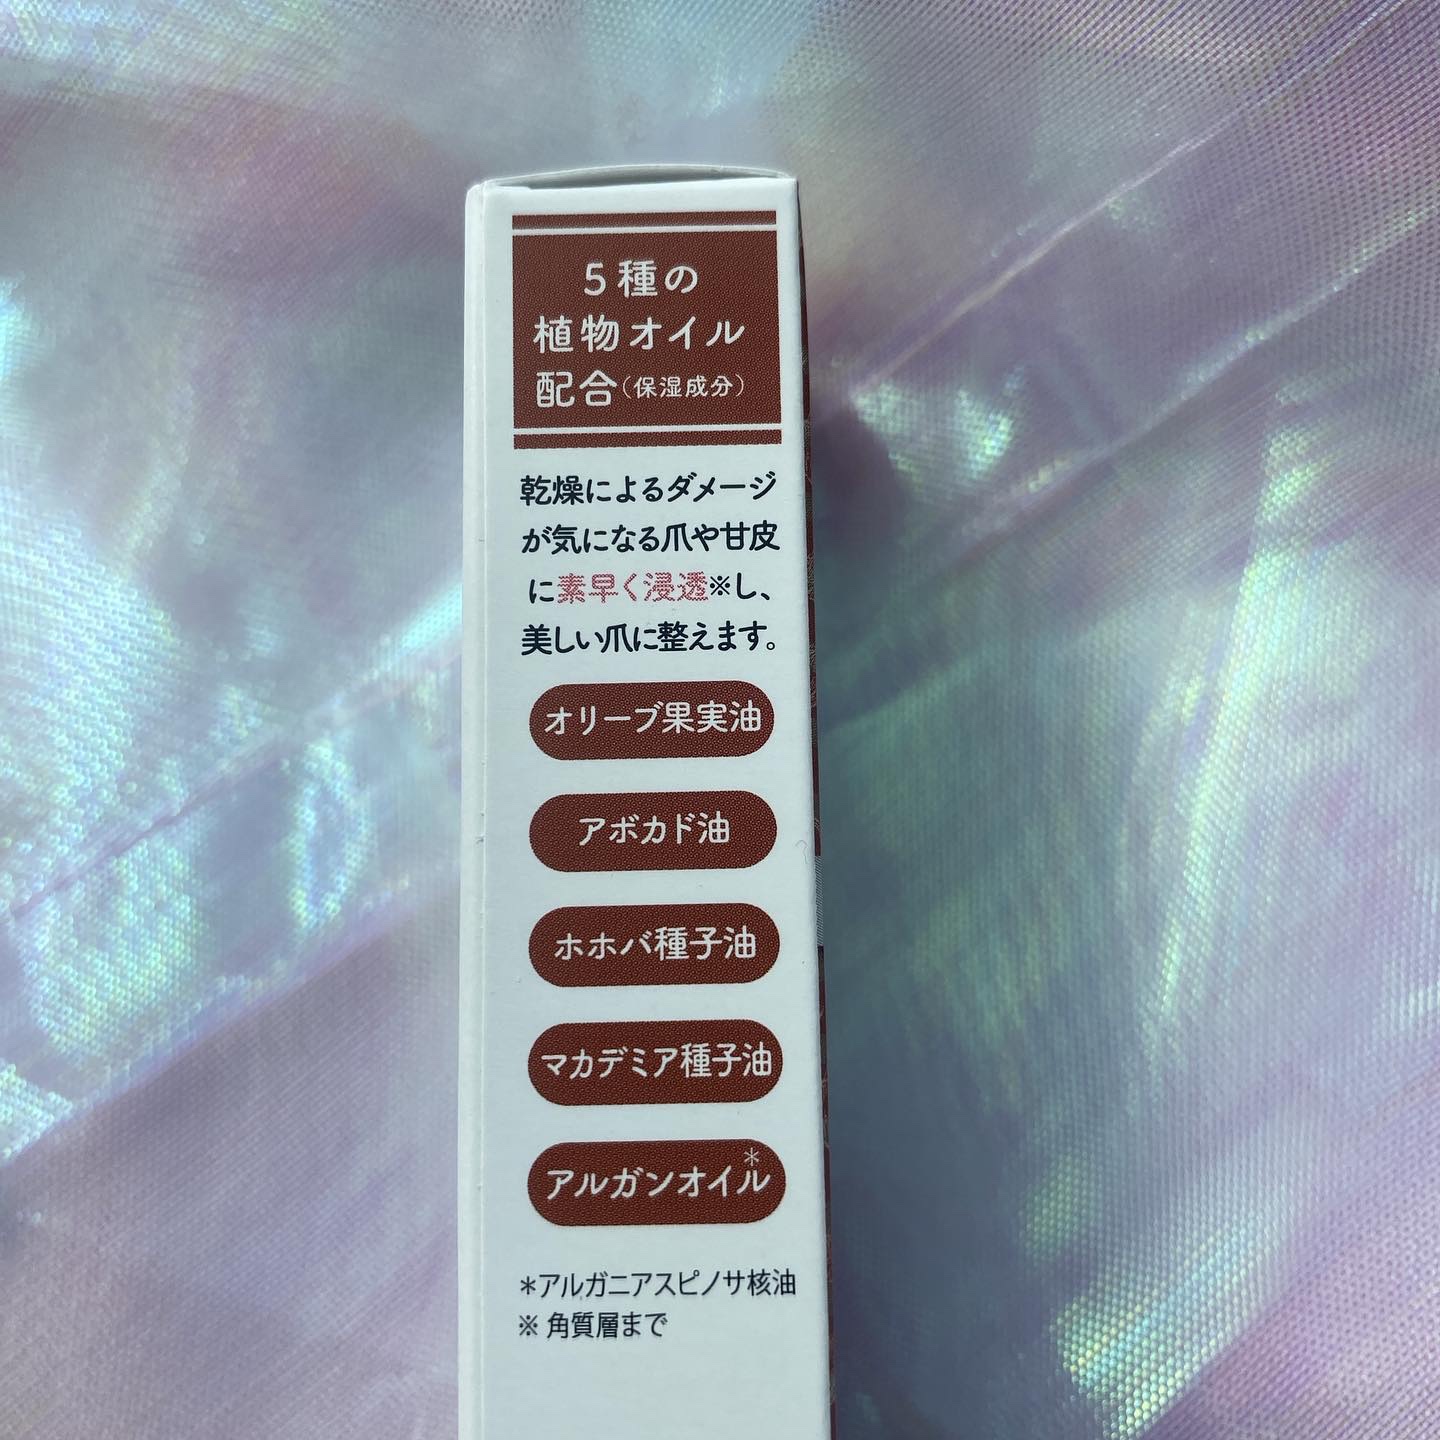 5種の
植物オイル
配合(保湿成分)
乾燥によるダメージ
が気になる爪や甘皮
に素早く浸透※し、
美しい爪に整えます。
オリーブ果実油
アボカド油
ホホバ種子油
マカデミア種子油
アルガンオイル*
*アルガニアスピノサ核油
※ 角質層まで